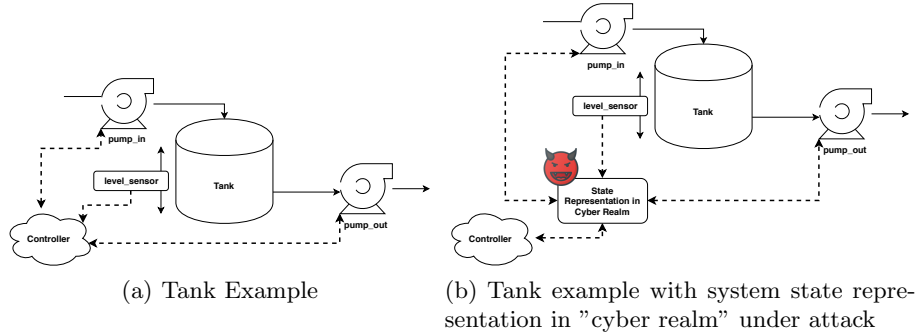 pump_in
level_sensor
Tank
pump_out
Controller
(a) Tank Example
pump_in
level_sensor
Tank
pump_out
State
Representation in
Cyber Realm
Controller
(b) Tank example with system state repre-
sentation in ”cyber realm” under attack